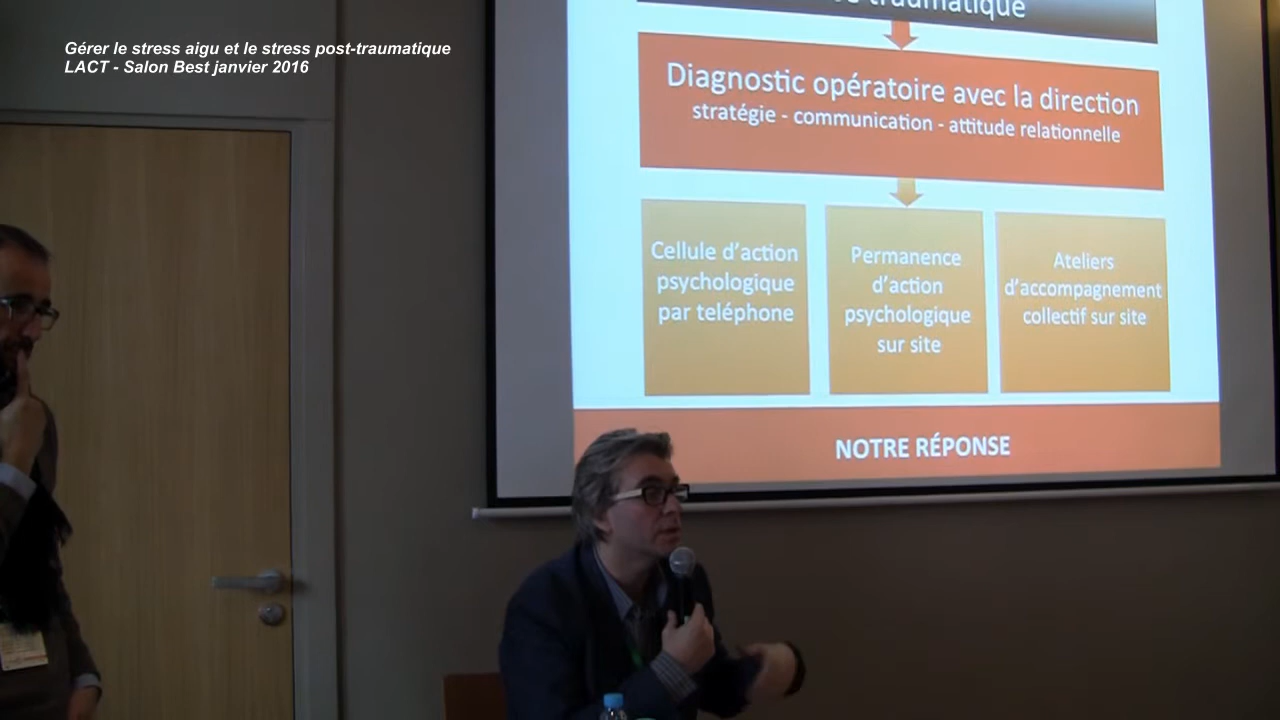 Gérer le stress aigu et le stress post-traumatique
LACT - Salon Best janvier 2016
traumatique
Diagnostic opératoire avec la direction
stratégie - communication - attitude relationnelle
Cellule d'action
psychologique
par teléphone
Permanence
d'action
psychologique
sur site
Ateliers
d'accompagnement
collectif sur site
NOTRE RÉPONSE